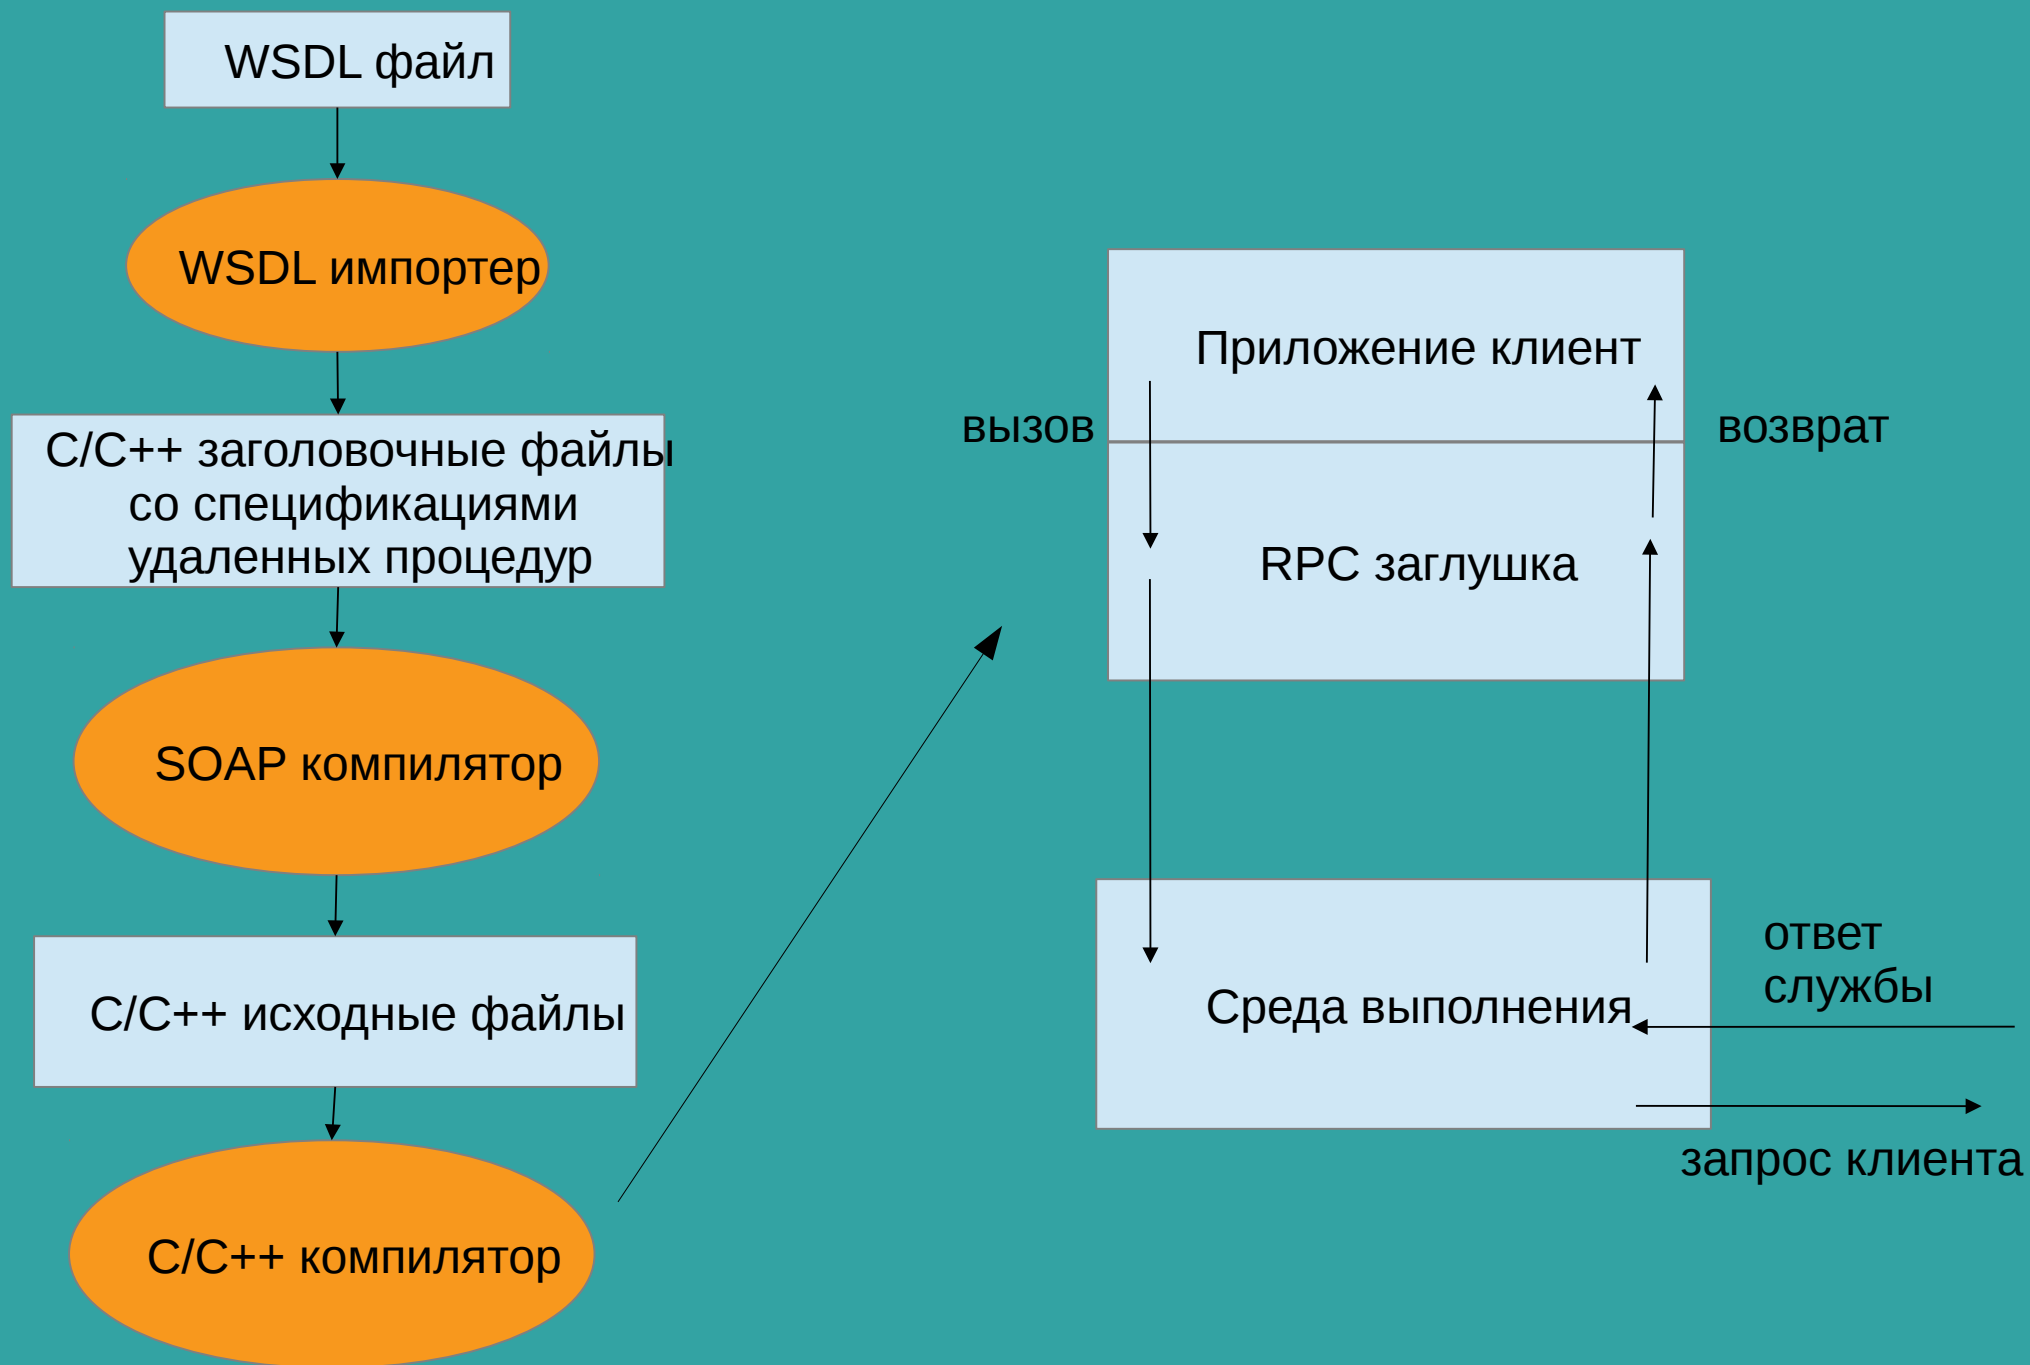 WSDL файл
WSDL импортер
C/C++ заголовочные файлы
со спецификациями
удаленных процедур
SOAP компилятор
C/C++ исходные файлы
C/C++ компилятор
Приложение клиент
вызов
возврат
RPC заглушка
ответ
службы
Среда выполнения
запрос клиента